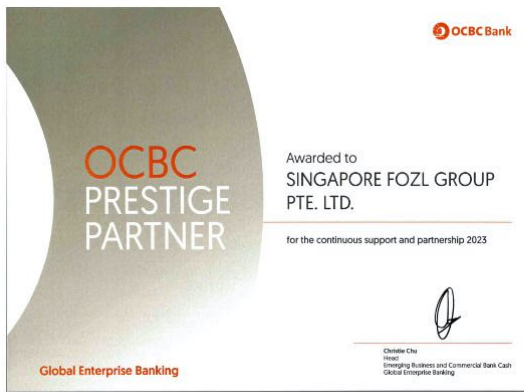 OCBC Bank
OCBC
PRESTIGE
PARTNER
Awarded to
SINGAPORE FOZL GROUP
PTE. LTD.
for the continuous support and partnership 2023
Christie Chu
Head
Emerging Business and Commercial Bank Cash
Global Enterprise Banking
Global Enterprise Banking